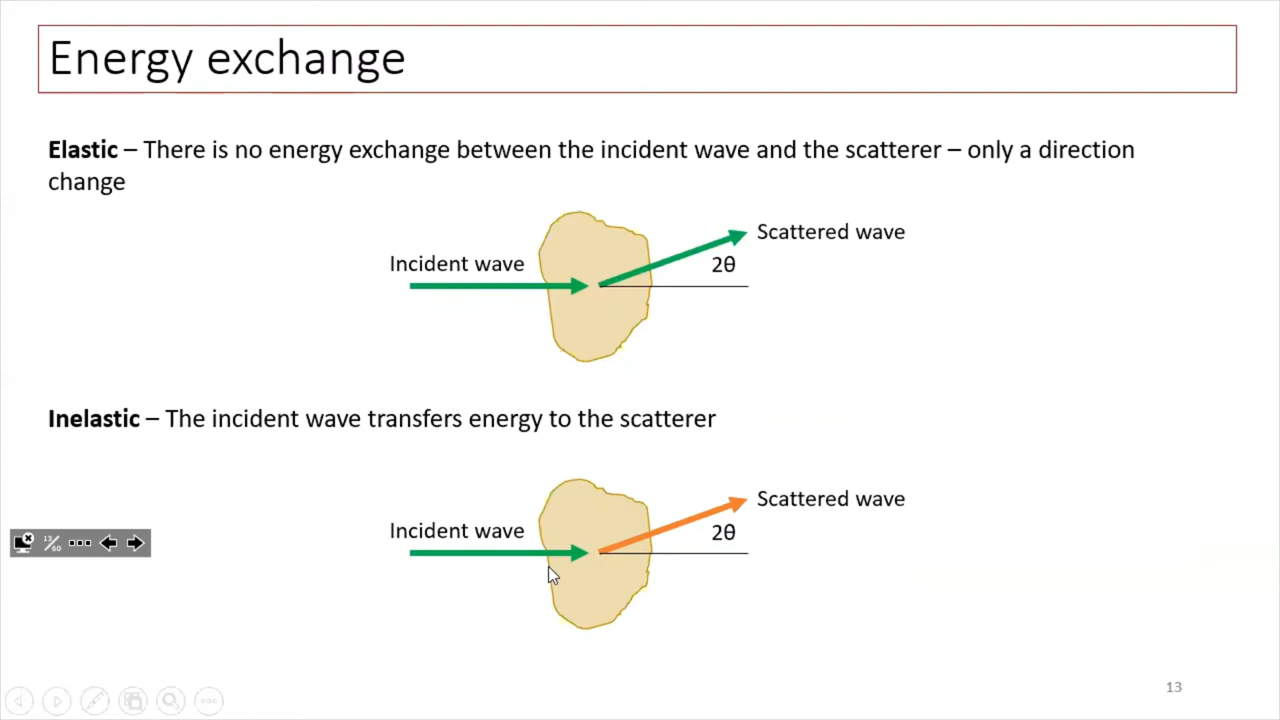 Energy exchange
Elastic – There is no energy exchange between the incident wave and the scatterer – only a direction
change
Scattered wave
Incident wave
2θ
Inelastic – The incident wave transfers energy to the scatterer
Scattered wave
Incident wave
2θ
13/60
13